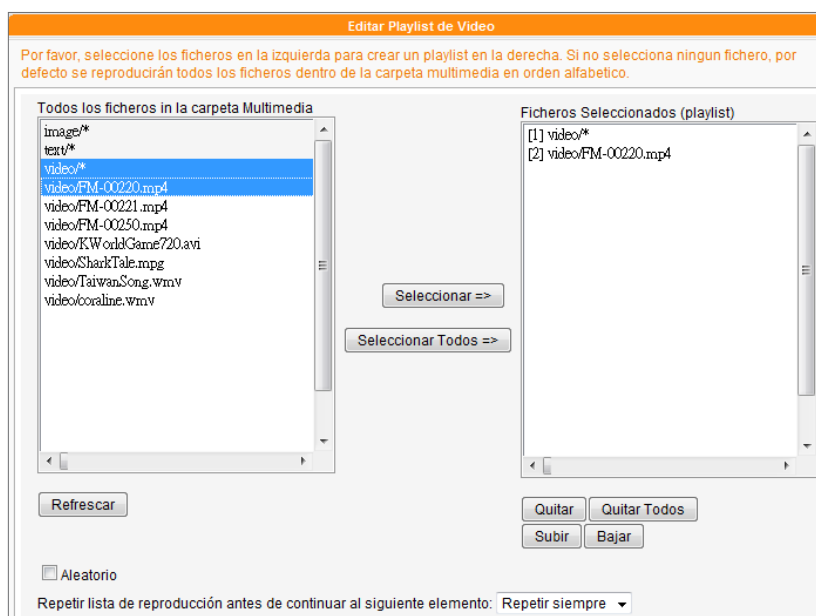 Editar Playlist de Video
Por favor, seleccione los ficheros en la izquierda para crear un playlist en la derecha. Si no selecciona ningun fichero, por
defecto se reproducirán todos los ficheros dentro de la carpeta multimedia en orden alfabetico.
Todos los ficheros in la carpeta Multimedia
image/*
text/*
video/*
video/FM-00220.mp4
video/FM-00221.mp4
video/FM-00250.mp4
video/KWorldGame720.avi
video/SharkTale.mpg
video/TaiwanSong.wmv
video/coraline.wmv
Refrescar
Seleccionar =>
Seleccionar Todos =>
Ficheros Seleccionados (playlist)
[1] video/*
[2] video/FM-00220.mp4
Quitar
Quitar Todos
Subir
Bajar
Aleatorio
Repetir lista de reproducción antes de continuar al siguiente elemento: Repetir siempre